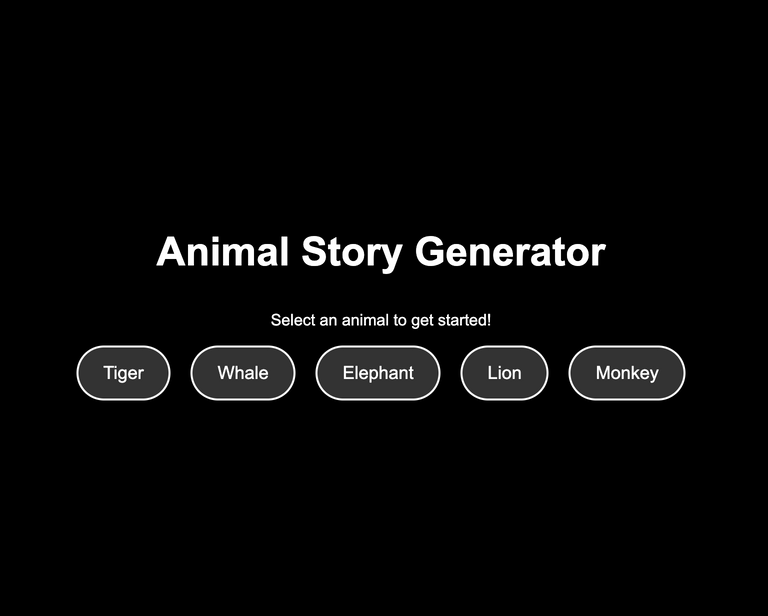 Animal Story Generator
Select an animal to get started!
Tiger Whale Elephant Lion Monkey